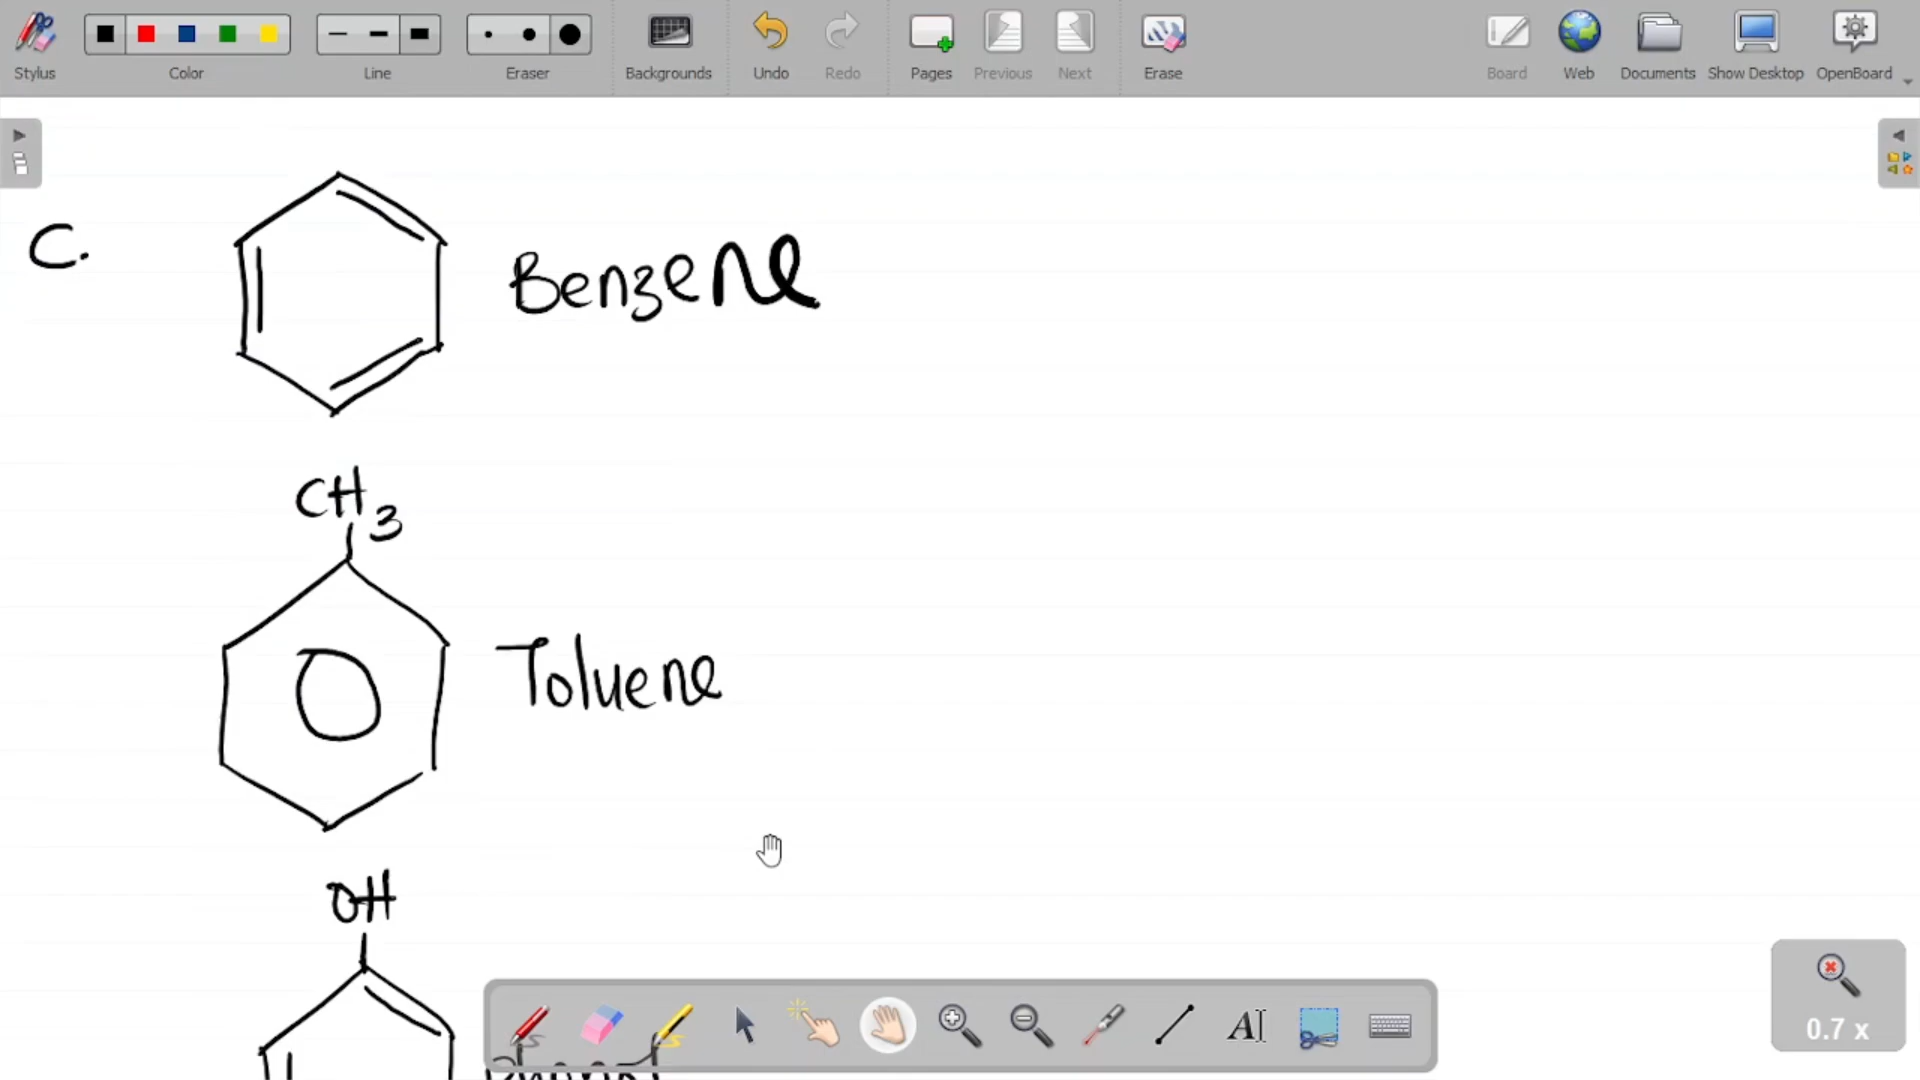 Stylus Color Line Eraser Backgrounds Undo Redo Pages Previous Next Erase Board Web Documents Show Desktop OpenBoard
C.
Benzene
CH3
Toluene
OH
AI
0.7 x